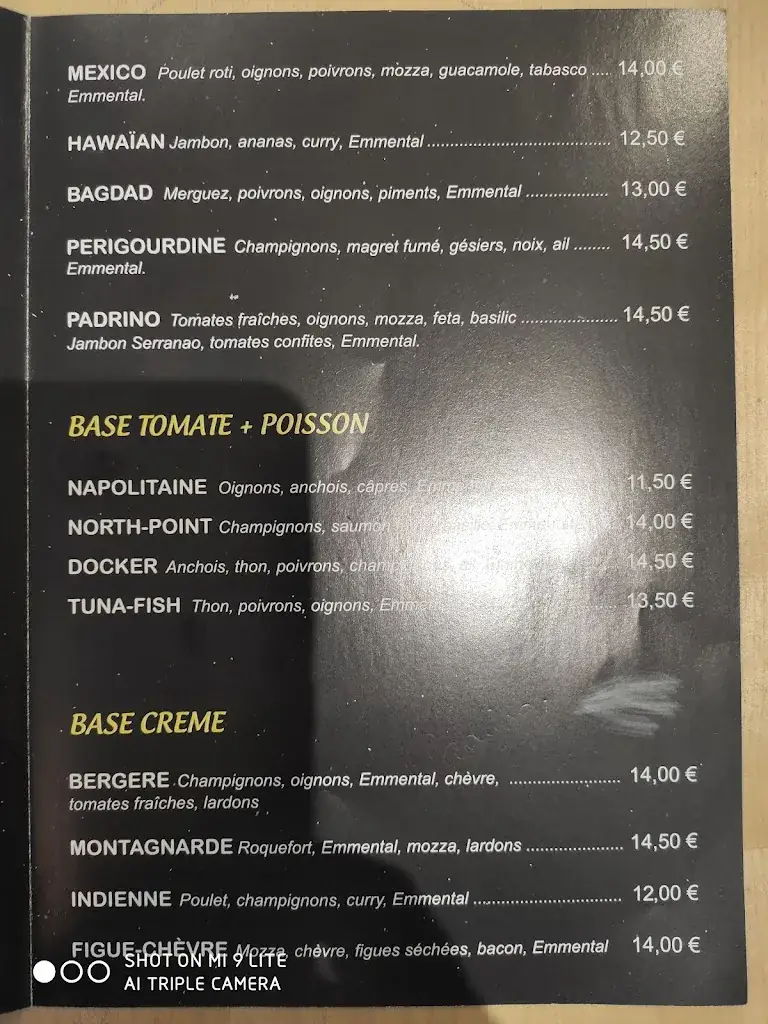 MEXICO Poulet roti, oignons, poivrons, mozza, guacamole, tabasco .... 14,00 €
Emmental.
HAWAÏAN Jambon, ananas, curry, Emmental ........................................ 12,50 €
BAGDAD Merguez, poivrons, oignons, piments, Emmental .................. 13,00 €
PERIGOURDINE Champignons, magret fumé, gésiers, noix, ail ........ 14,50 €
Emmental.
PADRINO Tomates fraîches, oignons, mozza, feta, basilic ..................... 14,50 €
Jambon Serranao, tomates confites, Emmental.
BASE TOMATE + POISSON
NAPOLITAINE Oignons, anchois, câpres, 11,50 €
NORTH-POINT Champignons, saumon 14,00 €
DOCKER Anchois, thon, poivrons, 14,50 €
TUNA-FISH Thon, poivrons, oignons, 13,50 €
BASE CREME
BERGERE Champignons, oignons, Emmental, chèvre, ........................ 14,00 €
tomates fraîches, lardons
MONTAGNARDE Roquefort, Emmental, mozza, lardons ..................... 14,50 €
INDIENNE Poulet, champignons, curry, Emmental ................................ 12,00 €
FIGUE-CHÈVRE Mozza, chèvre, figues séchées, bacon, Emmental 14,00 €
SHOT ON MI 9 LITE
AI TRIPLE CAMERA